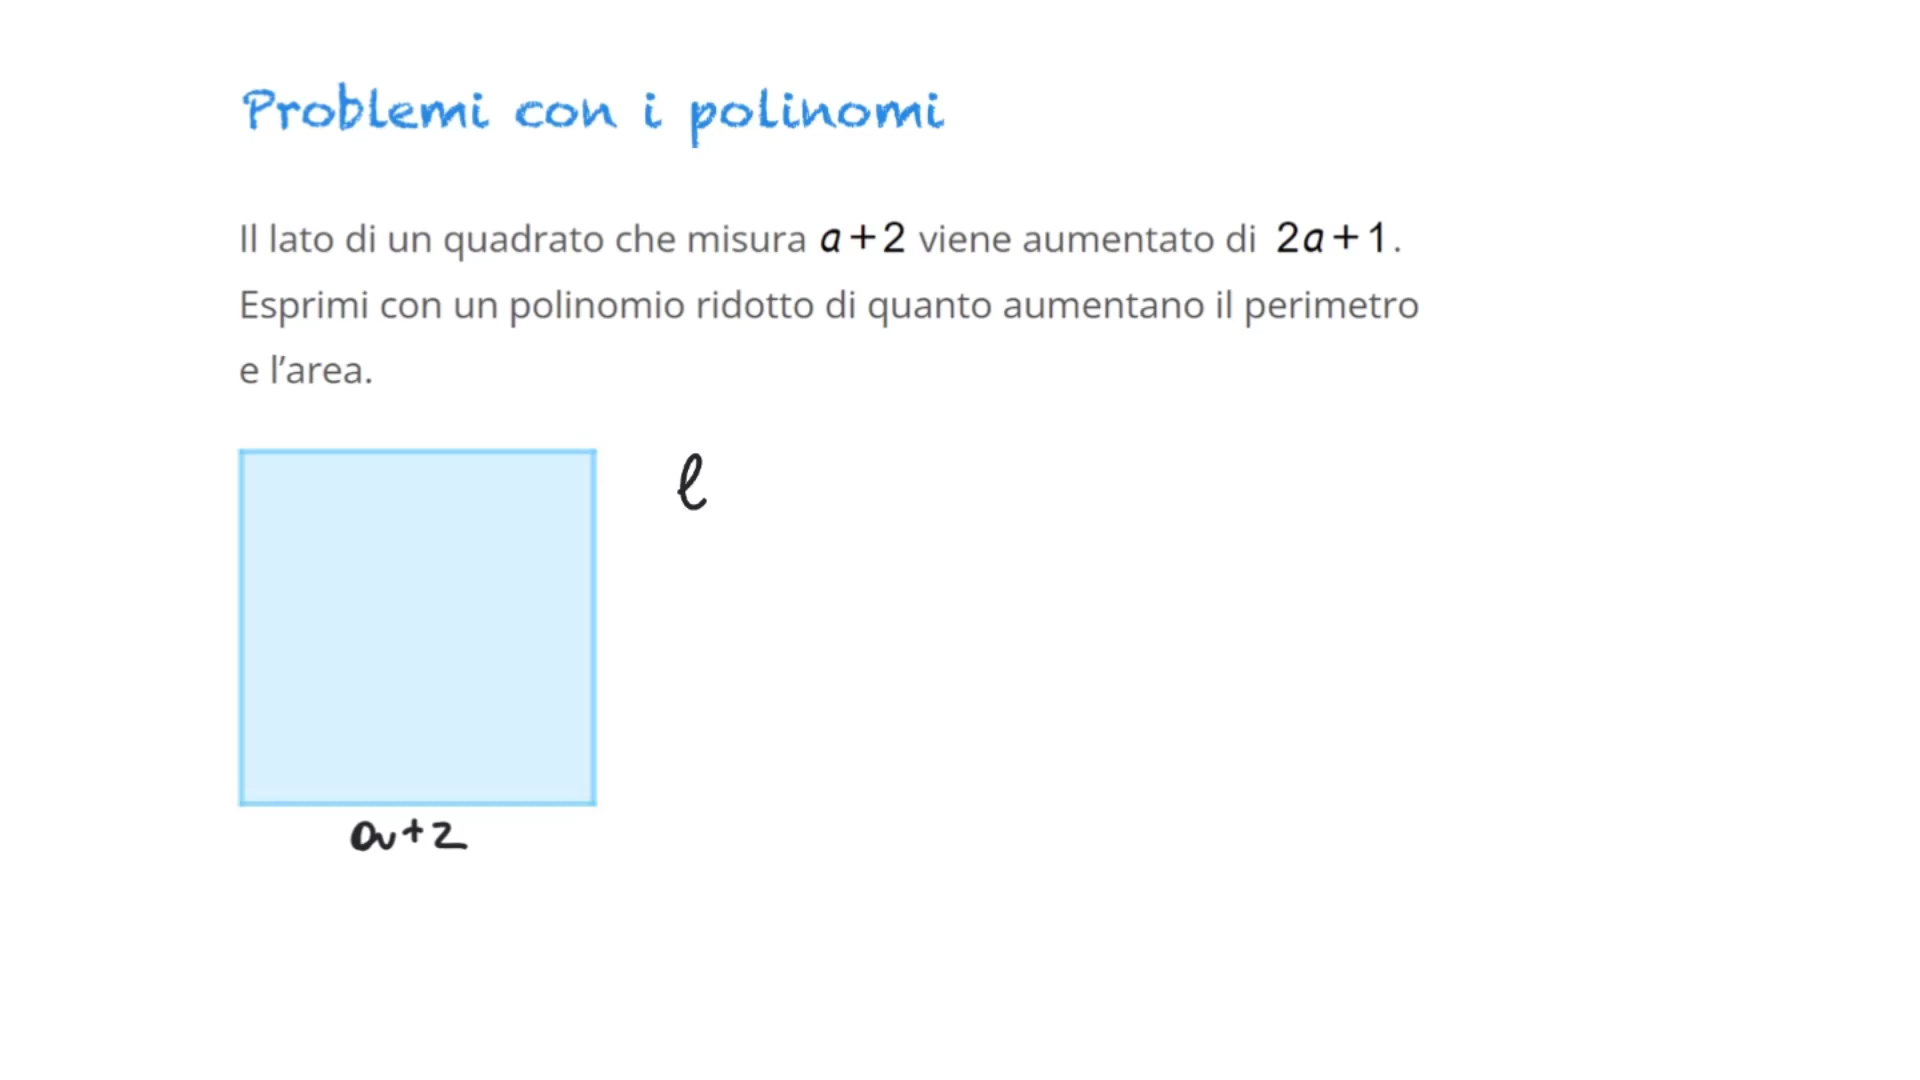 Problemi con i polinomi
Il lato di un quadrato che misura a+2 viene aumentato di 2a+1.
Esprimi con un polinomio ridotto di quanto aumentano il perimetro
e l’area.
ℓ
a+2